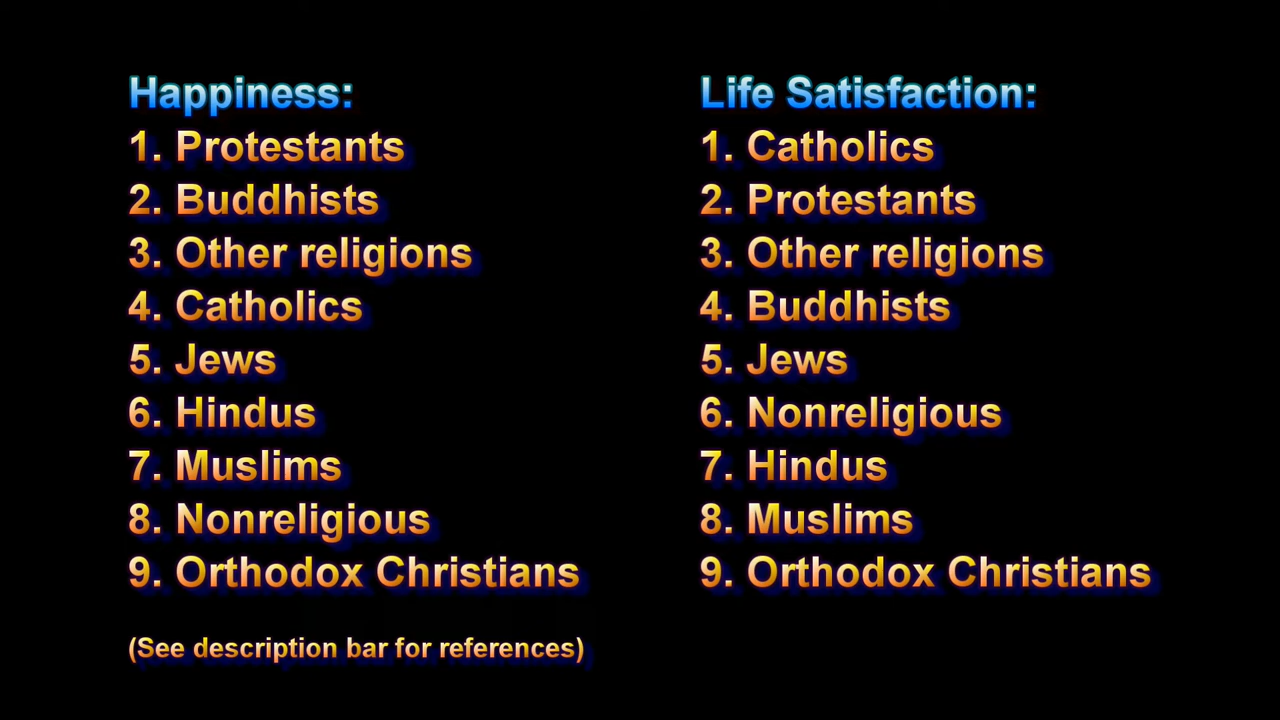 Happiness:
1. Protestants
2. Buddhists
3. Other religions
4. Catholics
5. Jews
6. Hindus
7. Muslims
8. Nonreligious
9. Orthodox Christians
(See description bar for references)
Life Satisfaction:
1. Catholics
2. Protestants
3. Other religions
4. Buddhists
5. Jews
6. Nonreligious
7. Hindus
8. Muslims
9. Orthodox Christians